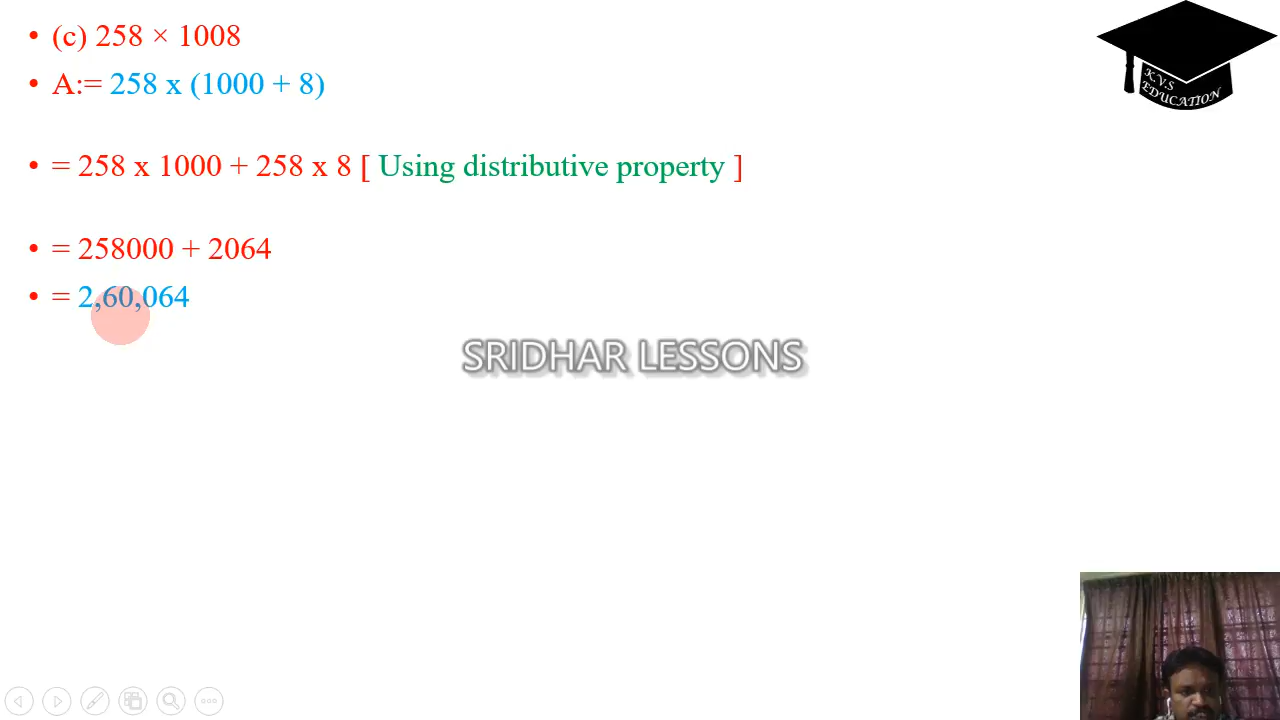 • (c) 258 × 1008
• A:= 258 x (1000 + 8)
• = 258 x 1000 + 258 x 8 [ Using distributive property ]
• = 258000 + 2064
• = 2,60,064
K.V.S
EDUCATION
SRIDHAR LESSONS